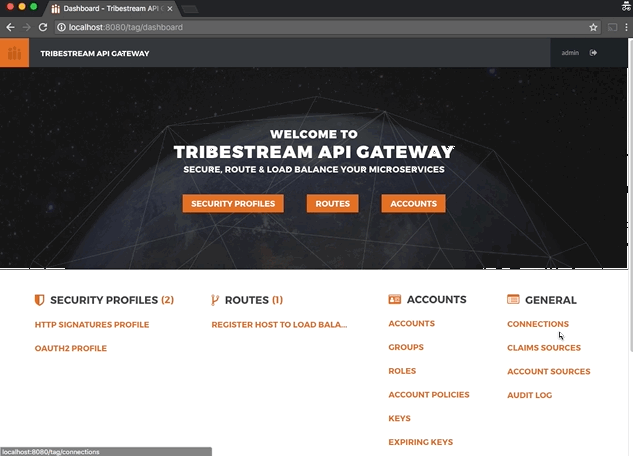 Dashboard - Tribestream API G
localhost:8080/tag/dashboard
TRIBESTREAM API GATEWAY
admin
WELCOME TO
TRIBESTREAM API GATEWAY
SECURE, ROUTE & LOAD BALANCE YOUR MICROSERVICES
SECURITY PROFILES
ROUTES
ACCOUNTS
SECURITY PROFILES (2)
HTTP SIGNATURES PROFILE
OAUTH2 PROFILE
ROUTES (1)
REGISTER HOST TO LOAD BALA...
ACCOUNTS
ACCOUNTS
GROUPS
ROLES
ACCOUNT POLICIES
KEYS
EXPIRING KEYS
GENERAL
CONNECTIONS
CLAIMS SOURCES
ACCOUNT SOURCES
AUDIT LOG
localhost:8080/tag/connections